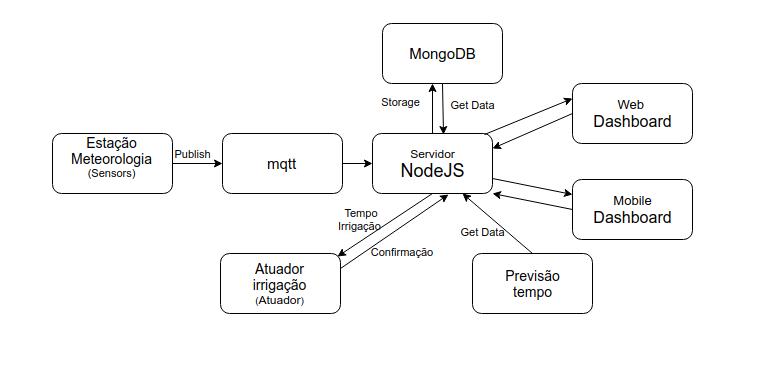 MongoDB
Storage
Get Data
Web
Dashboard
Estação
Meteorologia
(Sensors)
Publish
mqtt
Servidor
NodeJS
Mobile
Dashboard
Tempo
Irrigação
Confirmação
Get Data
Atuador
irrigação
(Atuador)
Previsão
tempo